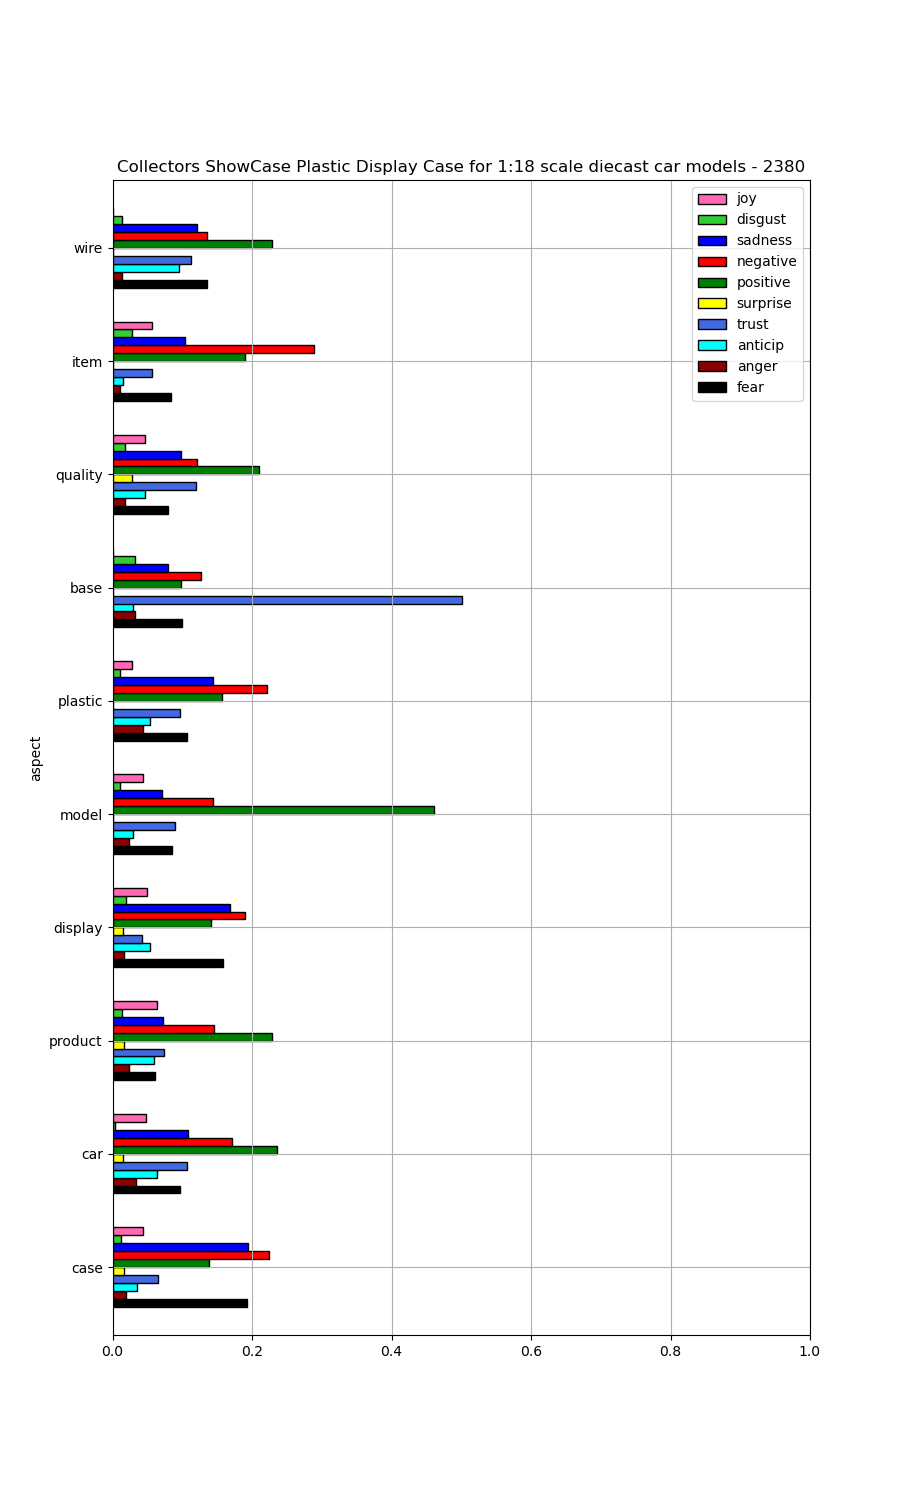 Collectors ShowCase Plastic Display Case for 1:18 scale diecast car models - 2380
joy
disgust
sadness
negative
positive
surprise
trust
anticip
anger
fear
wire
item
quality
base
plastic
model
display
product
car
case
aspect
0.0 0.2 0.4 0.6 0.8 1.0